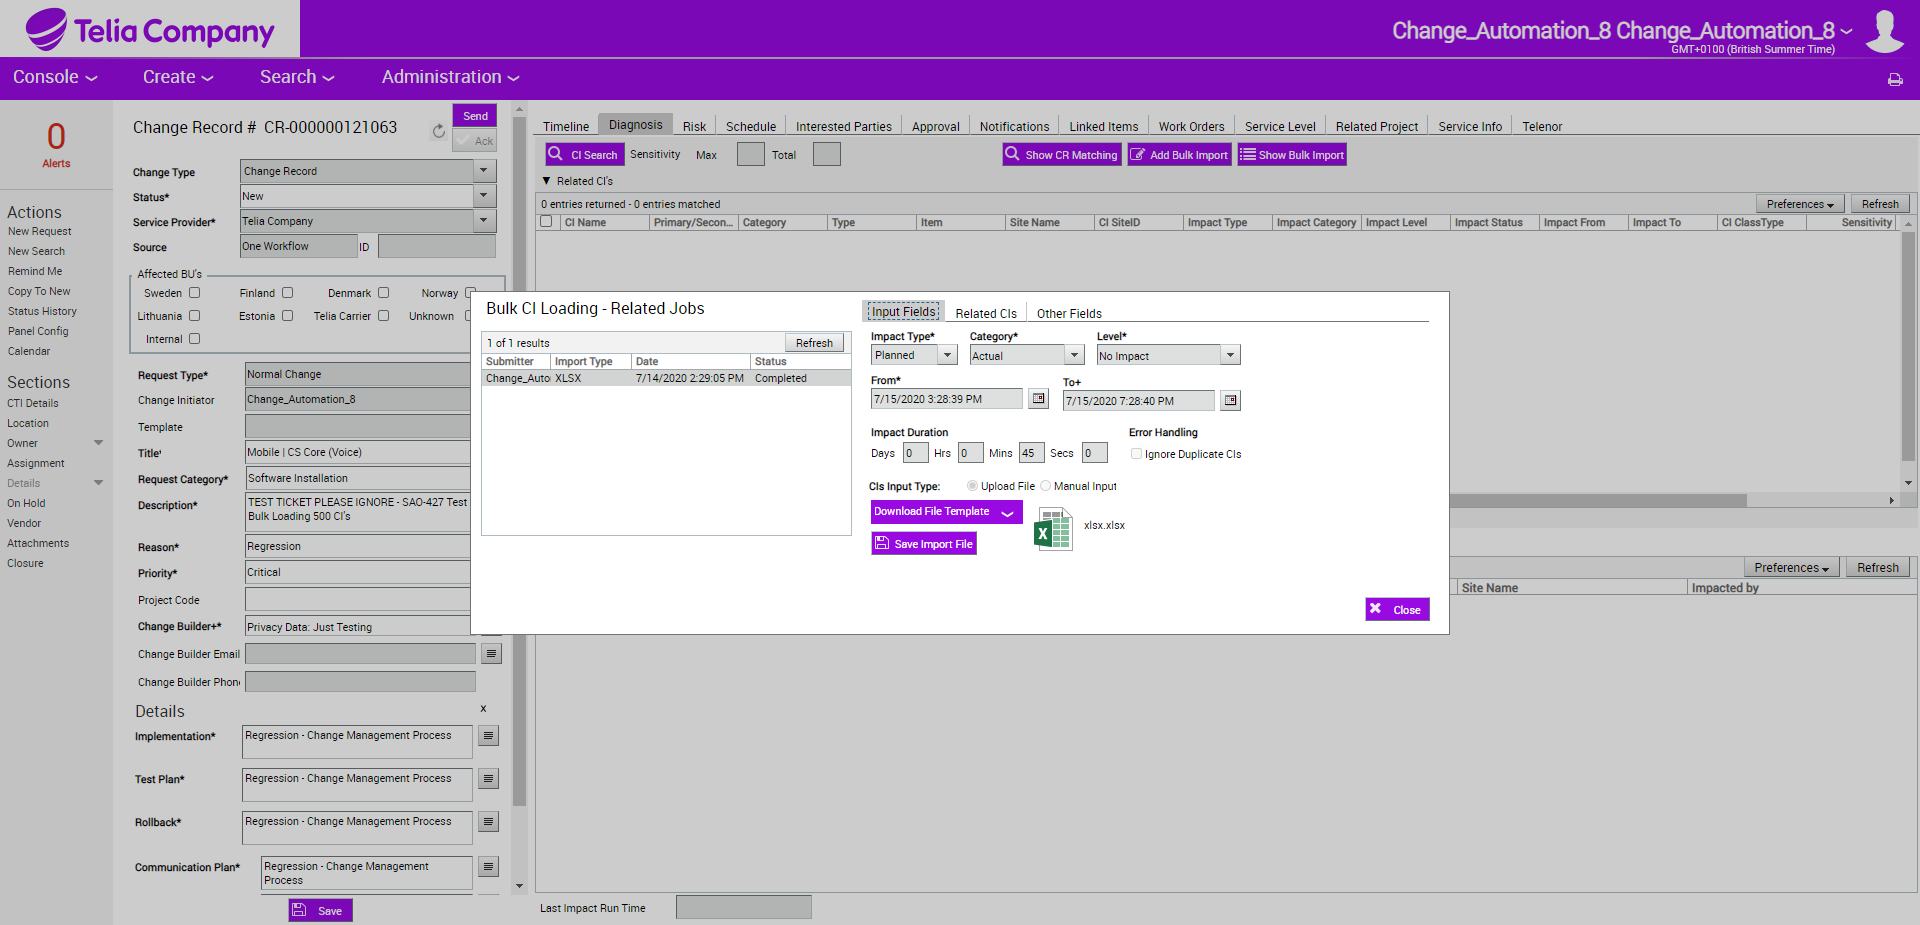 Telia Company
Change_Automation_8 Change_Automation_8
GMT+0100 (British Summer Time)
Console
Create
Search
Administration
0
Alerts
Actions
New Request
New Search
Remind Me
Copy To New
Status History
Panel Config
Calendar
Sections
CTI Details
Location
Owner
Assignment
Details
On Hold
Vendor
Attachments
Closure
Change Record # CR-000000121063
Send
Ack
Change Type Change Record
Status* New
Service Provider* Telia Company
Source One Workflow ID
Affected BU's
Sweden Finland Denmark Norway
Lithuania Estonia Telia Carrier Unknown
Internal
Request Type* Normal Change
Change Initiator Change_Automation_8
Template
Title' Mobile | CS Core (Voice)
Request Category* Software Installation
Description* TEST TICKET PLEASE IGNORE - SAO-427 Test
Bulk Loading 500 CI's
Reason* Regression
Priority* Critical
Project Code
Change Builder+* Privacy Data: Just Testing
Change Builder Email
Change Builder Phon
Details x
Implementation* Regression - Change Management Process
Test Plan* Regression - Change Management Process
Rollback* Regression - Change Management Process
Communication Plan* Regression - Change Management
Process
Save
Timeline Diagnosis Risk Schedule Interested Parties Approval Notifications Linked Items Work Orders Service Level Related Project Service Info Telenor
CI Search Sensitivity Max Total Show CR Matching Add Bulk Import Show Bulk Import
Related CI's
0 entries returned - 0 entries matched Preferences Refresh
CI Name Primary/Secon... Category Type Item Site Name CI SiteID Impact Type Impact Category Impact Level Impact Status Impact From Impact To CI ClassType Sensitivity
Bulk CI Loading - Related Jobs
1 of 1 results Refresh
Submitter Import Type Date Status
Change_Auto XLSX 7/14/2020 2:29:05 PM Completed
Input Fields Related CIs Other Fields
Impact Type* Category* Level*
Planned Actual No Impact
From* To+
7/15/2020 3:28:39 PM 7/15/2020 7:28:40 PM
Impact Duration Error Handling
Days 0 Hrs 0 Mins 45 Secs 0 Ignore Duplicate CIs
CIs Input Type: Upload File Manual Input
Download File Template
X xlsx.xlsx
Save Import File
Close
Preferences Refresh
Site Name Impacted by
Last Impact Run Time